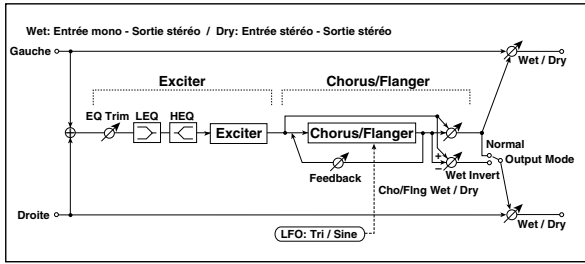 Wet: Entrée mono - Sortie stéréo / Dry: Entrée stéréo - Sortie stéréo
Gauche
Wet / Dry
Exciter
Chorus/Flanger
EQ Trim
LEQ
HEQ
Exciter
Chorus/Flanger
Normal
Output Mode
+
–
Wet Invert
Feedback
Cho/Flng Wet / Dry
Droite
Wet / Dry
LFO: Tri / Sine